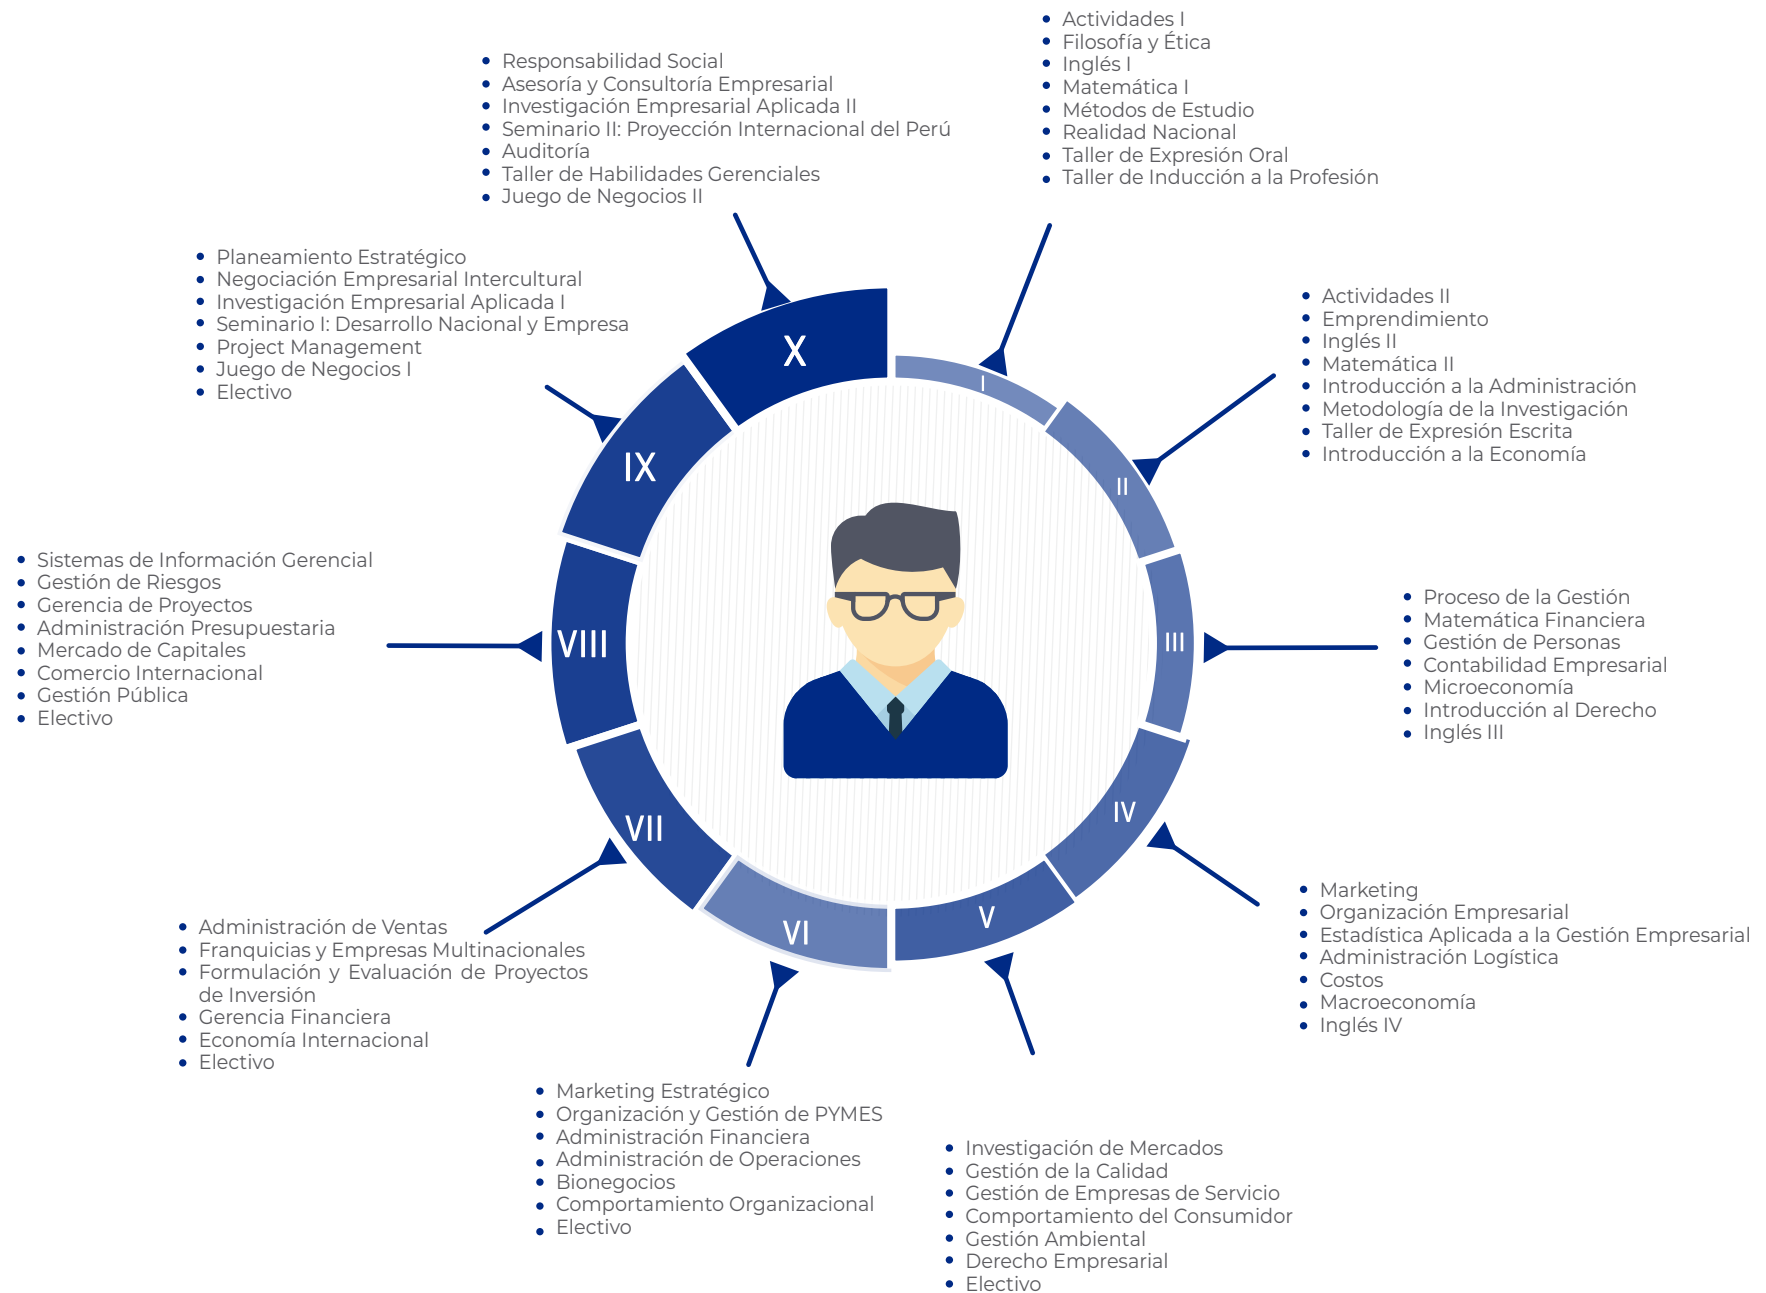 Actividades I
Filosofía y Ética
Inglés I
Matemática I
Métodos de Estudio
Realidad Nacional
Taller de Expresión Oral
Taller de Inducción a la Profesión
I
Actividades II
Emprendimiento
Inglés II
Matemática II
Introducción a la Administración
Metodología de la Investigación
Taller de Expresión Escrita
Introducción a la Economía
II
Proceso de la Gestión
Matemática Financiera
Gestión de Personas
Contabilidad Empresarial
Microeconomía
Introducción al Derecho
Inglés III
III
Marketing
Organización Empresarial
Estadística Aplicada a la Gestión Empresarial
Administración Logística
Costos
Macroeconomía
Inglés IV
IV
Investigación de Mercados
Gestión de la Calidad
Gestión de Empresas de Servicio
Comportamiento del Consumidor
Gestión Ambiental
Derecho Empresarial
Electivo
V
Marketing Estratégico
Organización y Gestión de PYMES
Administración Financiera
Administración de Operaciones
Bionegocios
Comportamiento Organizacional
Electivo
VI
Administración de Ventas
Franquicias y Empresas Multinacionales
Formulación y Evaluación de Proyectos
de Inversión
Gerencia Financiera
Economía Internacional
Electivo
VII
Sistemas de Información Gerencial
Gestión de Riesgos
Gerencia de Proyectos
Administración Presupuestaria
Mercado de Capitales
Comercio Internacional
Gestión Pública
Electivo
VIII
Planeamiento Estratégico
Negociación Empresarial Intercultural
Investigación Empresarial Aplicada I
Seminario I: Desarrollo Nacional y Empresa
Project Management
Juego de Negocios I
Electivo
IX
Responsabilidad Social
Asesoría y Consultoría Empresarial
Investigación Empresarial Aplicada II
Seminario II: Proyección Internacional del Perú
Auditoría
Taller de Habilidades Gerenciales
Juego de Negocios II
X